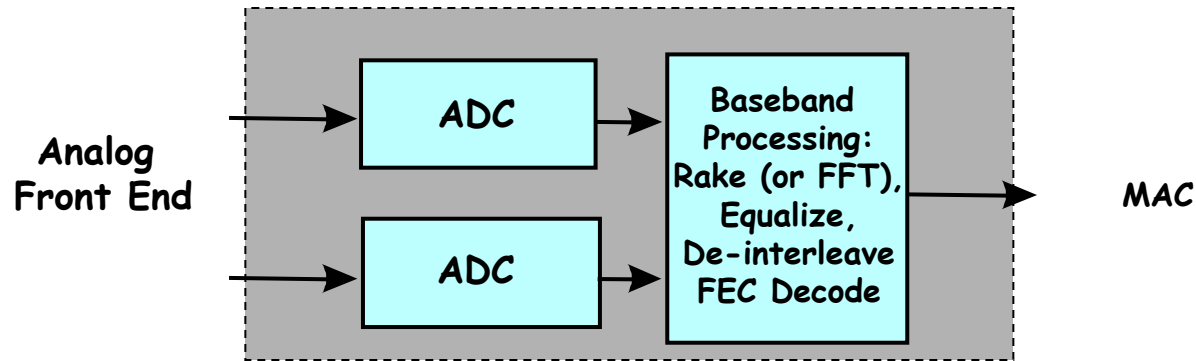 Analog
Front End
ADC
ADC
Baseband
Processing:
Rake (or FFT),
Equalize,
De-interleave
FEC Decode
MAC